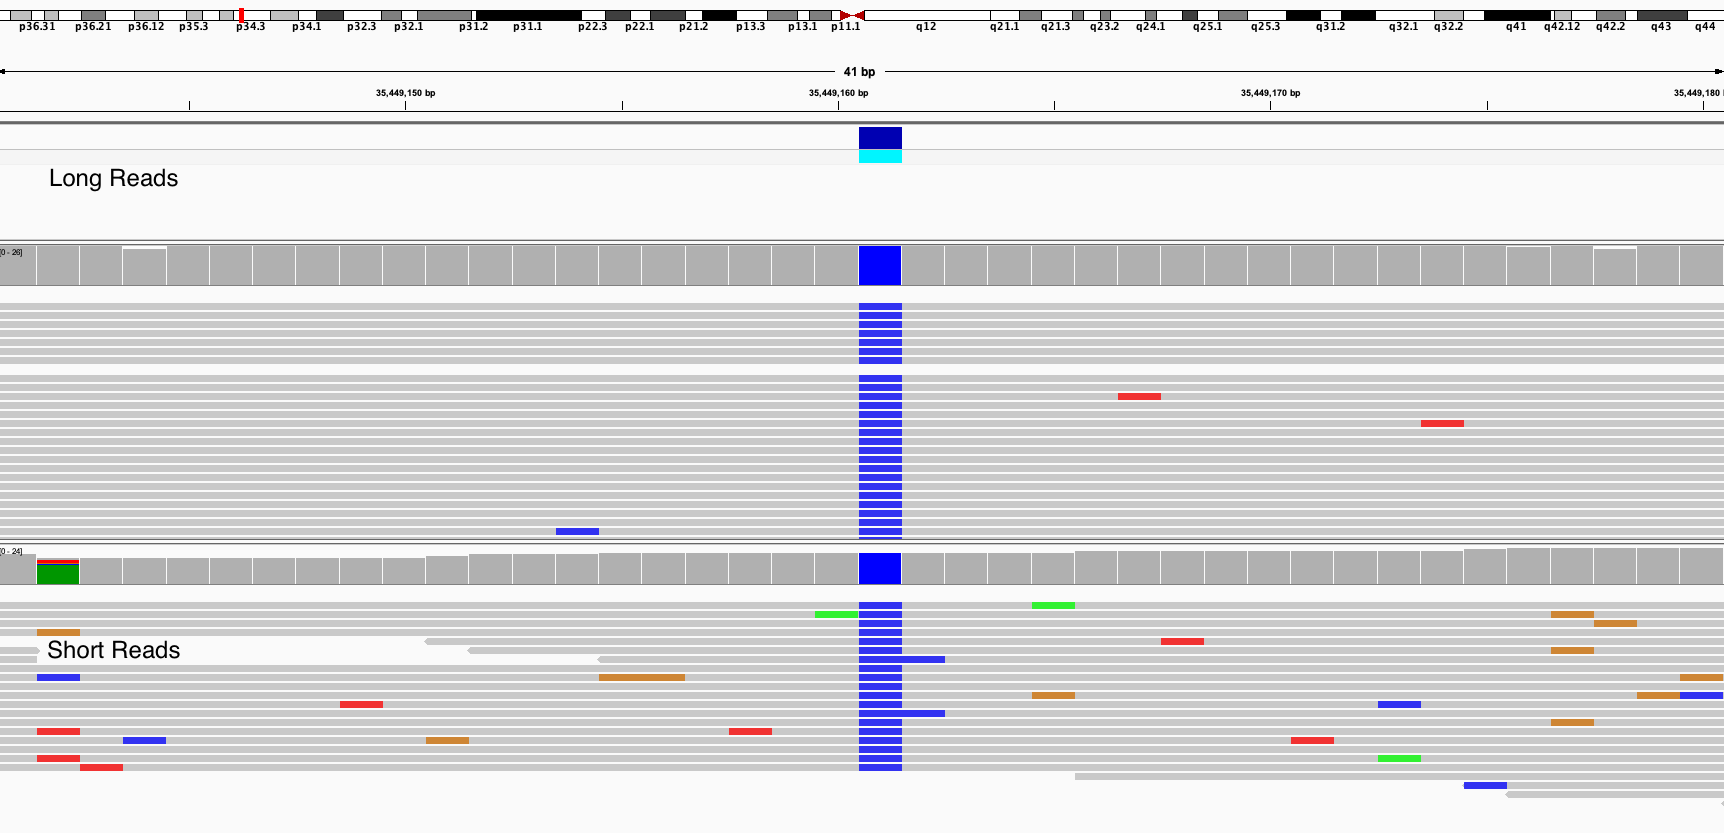 p36.31 p36.21 p36.12 p35.3 p34.3 p34.1 p32.3 p32.1 p31.2 p31.1 p22.3 p22.1 p21.2 p13.3 p13.1 p11.1 q12 q21.1 q21.3 q23.2 q24.1 q25.1 q25.3 q31.2 q32.1 q32.2 q41 q42.12 q42.2 q43 q44
41 bp
35,449,150 bp 35,449,160 bp 35,449,170 bp 35,449,180
Long Reads
[0 - 26]
[0 - 24]
Short Reads